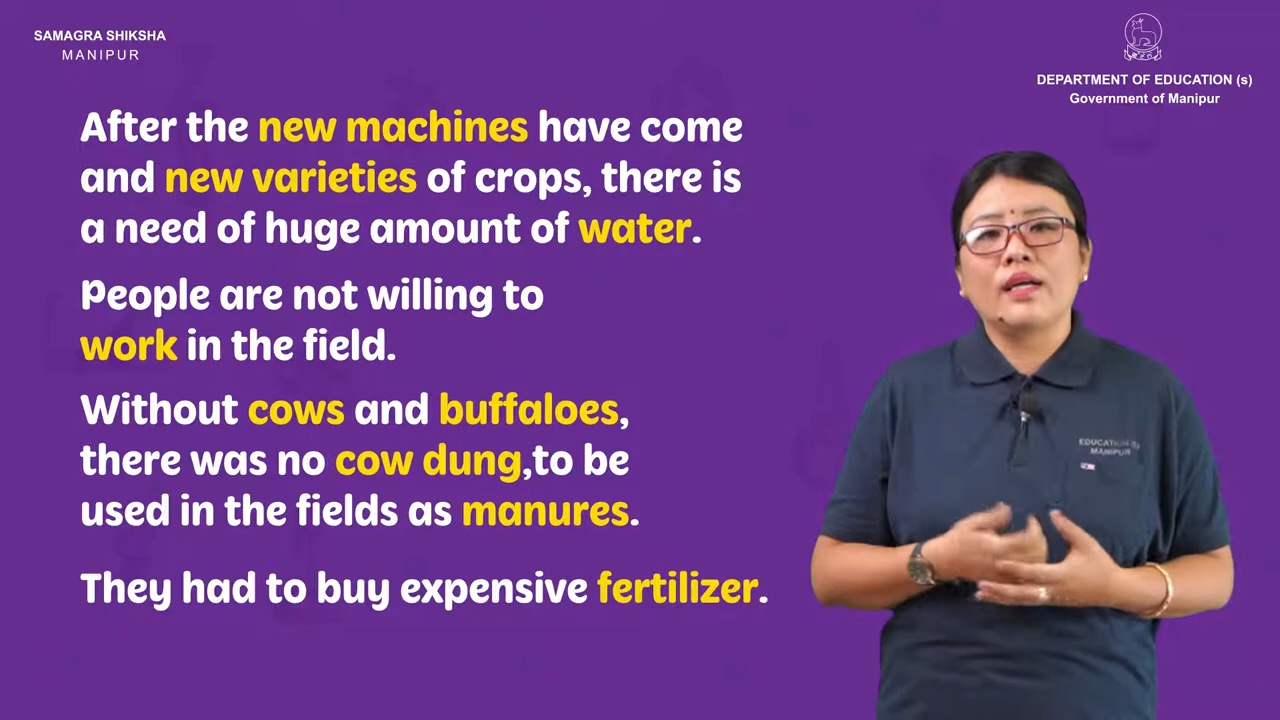 SAMAGRA SHIKSHA
MANIPUR
DEPARTMENT OF EDUCATION (s)
Government of Manipur
After the new machines have come
and new varieties of crops, there is
a need of huge amount of water.
People are not willing to
work in the field.
Without cows and buffaloes,
there was no cow dung,to be
used in the fields as manures.
They had to buy expensive fertilizer.
EDUCATION (S)
MANIPUR